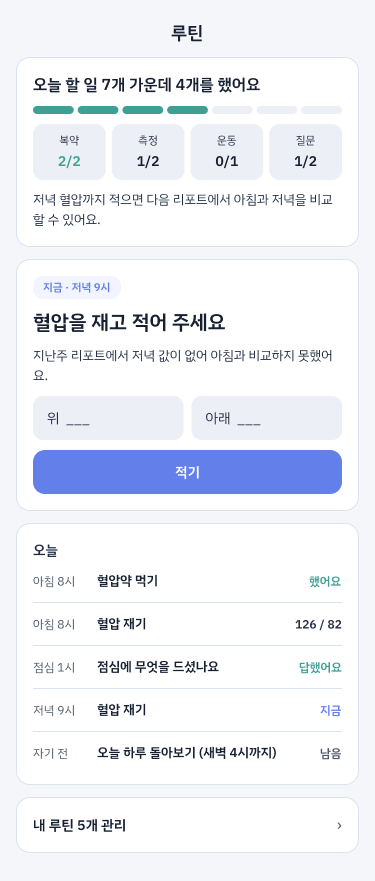 루틴
오늘 할 일 7개 가운데 4개를 했어요
복약 측정 운동 질문
2/2 1/2 0/1 1/2
저녁 혈압까지 적으면 다음 리포트에서 아침과 저녁을 비교
할 수 있어요.
지금 · 저녁 9시
혈압을 재고 적어 주세요
지난주 리포트에서 저녁 값이 없어 아침과 비교하지 못했어
요.
위 ___ 아래 ___
적기
오늘
아침 8시 혈압약 먹기 했어요
아침 8시 혈압 재기 126 / 82
점심 1시 점심에 무엇을 드셨나요 답했어요
저녁 9시 혈압 재기 지금
자기 전 오늘 하루 돌아보기 (새벽 4시까지) 남음
내 루틴 5개 관리 ›